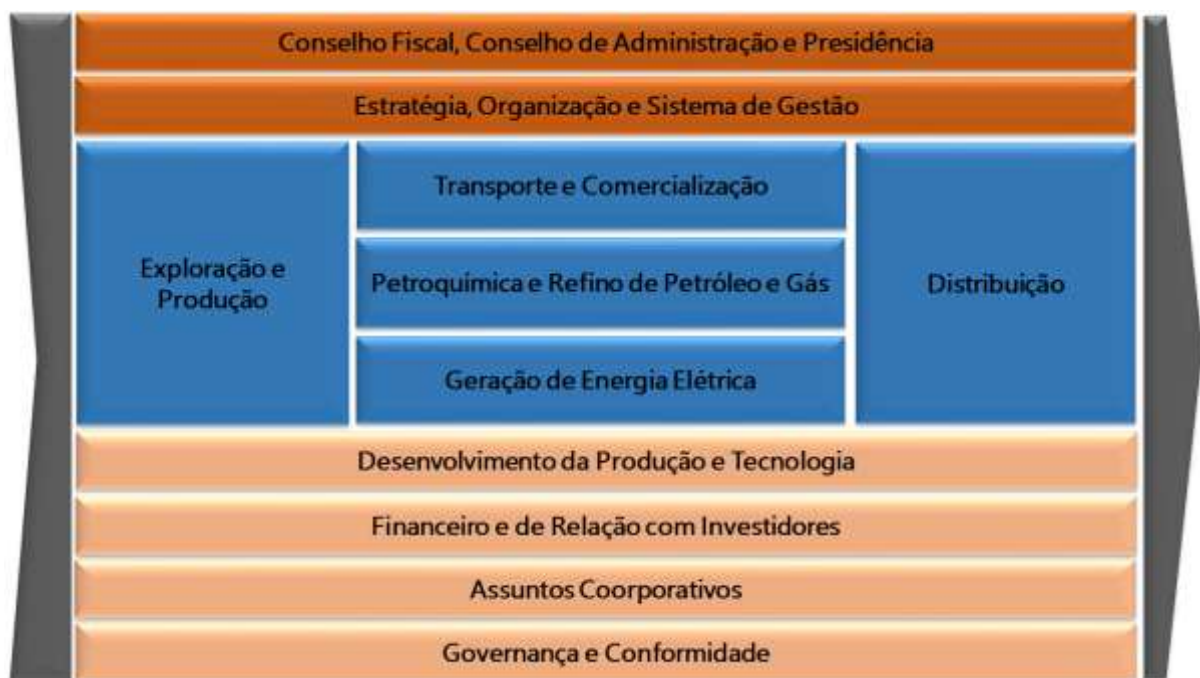 Conselho Fiscal, Conselho de Administração e Presidência
Estratégia, Organização e Sistema de Gestão
Exploração e
Produção
Transporte e Comercialização
Petroquímica e Refino de Petróleo e Gás
Geração de Energia Elétrica
Distribuição
Desenvolvimento da Produção e Tecnologia
Financeiro e de Relação com Investidores
Assuntos Coorporativos
Governança e Conformidade